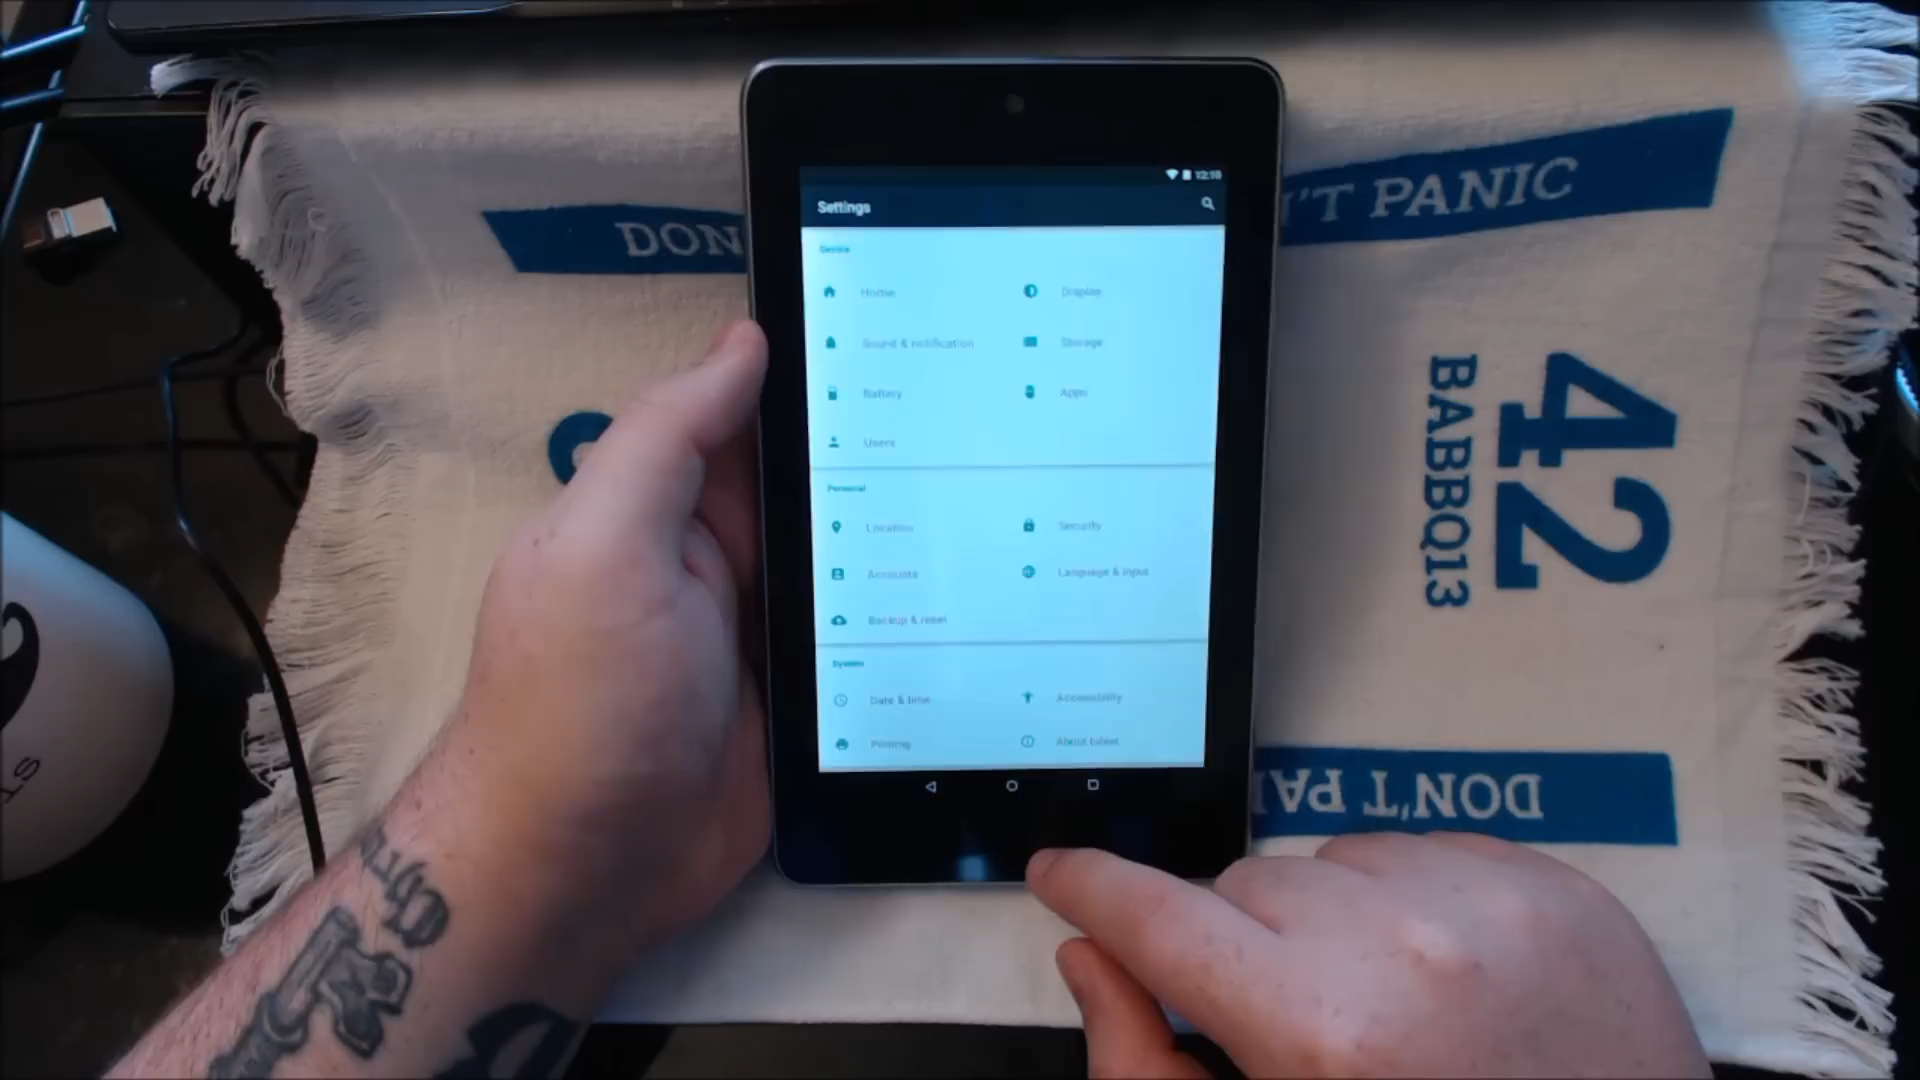 12:10
Settings
Device
Home
Display
Sound & notification
Storage
Battery
Apps
Users
Personal
Location
Security
Accounts
Language & input
Backup & reset
System
Date & time
Accessibility
Printing
About tablet
DON
'T PANIC
42
BABBQ13
DON'T PA